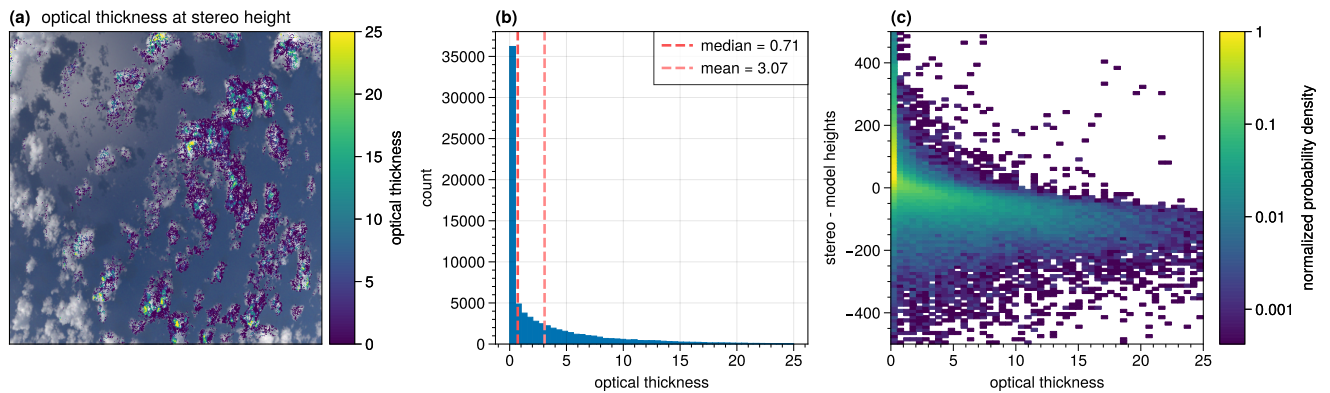 (a) optical thickness at stereo height
25
20
15
10
5
0
optical thickness
(b)
median = 0.71
mean = 3.07
35000
30000
25000
20000
15000
10000
5000
0
count
0 5 10 15 20 25
optical thickness
(c)
400
200
0
−200
−400
stereo - model heights
0 5 10 15 20 25
optical thickness
1
0.1
0.01
0.001
normalized probability density